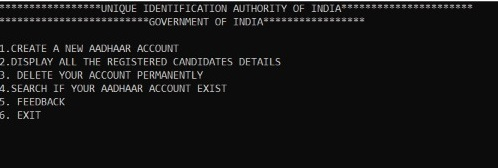 *****************UNIQUE IDENTIFICATION AUTHORITY OF INDIA**********************
*************************GOVERNMENT OF INDIA*****************
1.CREATE A NEW AADHAAR ACCOUNT
2.DISPLAY ALL THE REGISTERED CANDIDATES DETAILS
3. DELETE YOUR ACCOUNT PERMANENTLY
4.SEARCH IF YOUR AADHAAR ACCOUNT EXIST
5. FEEDBACK
6. EXIT